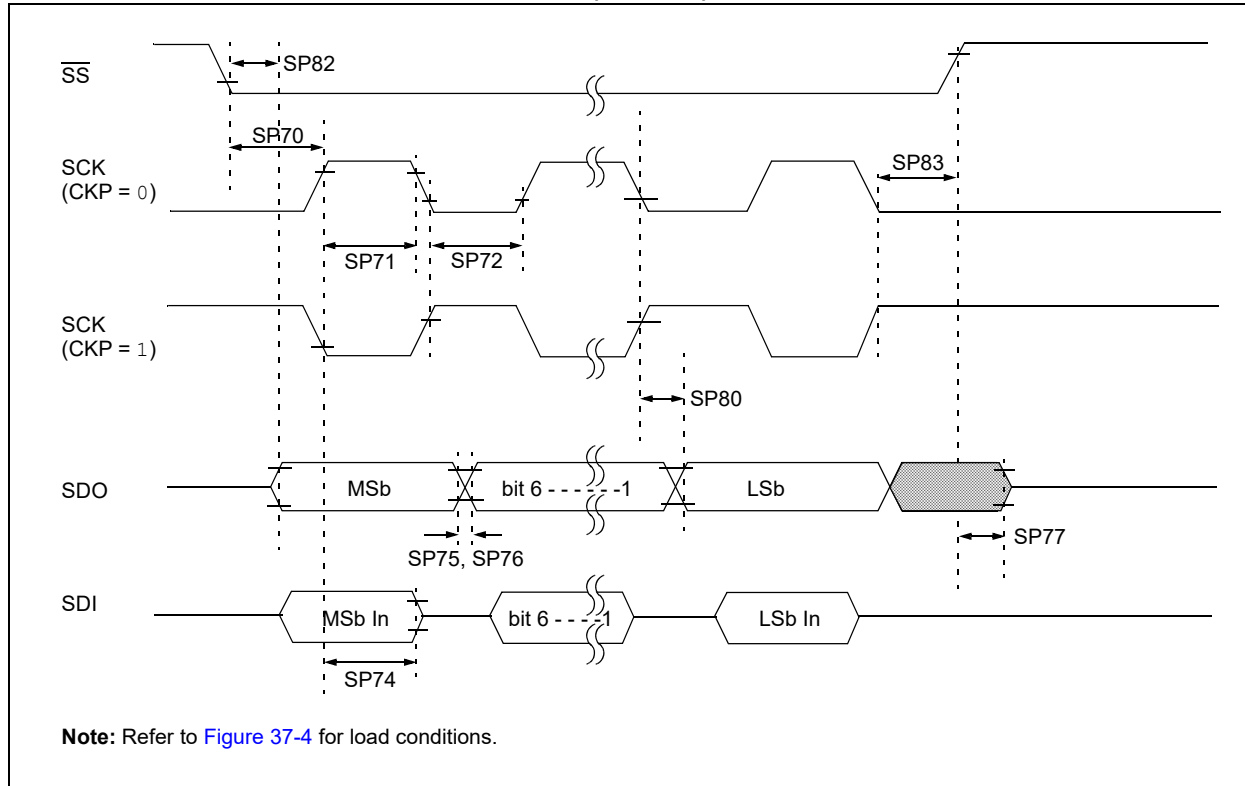 SS
SP82
SP70
SCK
(CKP = 0)
SP83
SP71
SP72
SCK
(CKP = 1)
SP80
SDO
MSb
bit 6 - - - - - -1
LSb
SP75, SP76
SP77
SDI
MSb In
bit 6 - - - -1
LSb In
SP74
Note: Refer to Figure 37-4 for load conditions.